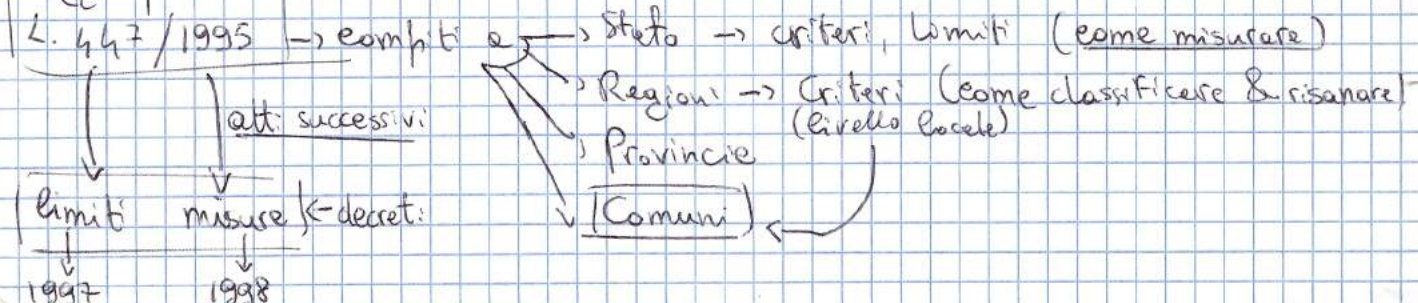 L. 447/1995 → compiti a → Stato → criteri, limiti (come misurare)
→ Regioni → Criteri (come classificare & risanare)
atti successivi
(livello locale)
→ Provincie
limiti misure ← decreti
→ Comuni
1997 1998